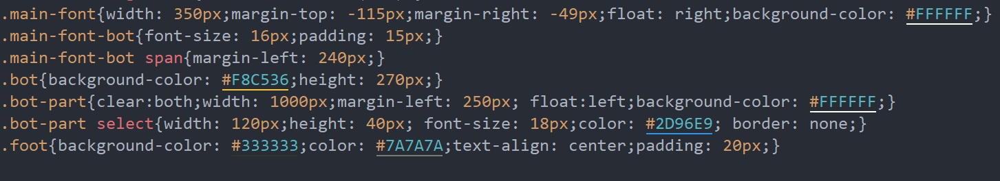 .main-font{width: 350px;margin-top: -115px;margin-right: -49px;float: right;background-color: #FFFFFF;}
.main-font-bot{font-size: 16px;padding: 15px;}
.main-font-bot span{margin-left: 240px;}
.bot{background-color: #F8C536;height: 270px;}
.bot-part{clear:both;width: 1000px;margin-left: 250px; float:left;background-color: #FFFFFF;}
.bot-part select{width: 120px;height: 40px; font-size: 18px;color: #2D96E9; border: none;}
.foot{background-color: #333333;color: #7A7A7A;text-align: center;padding: 20px;}